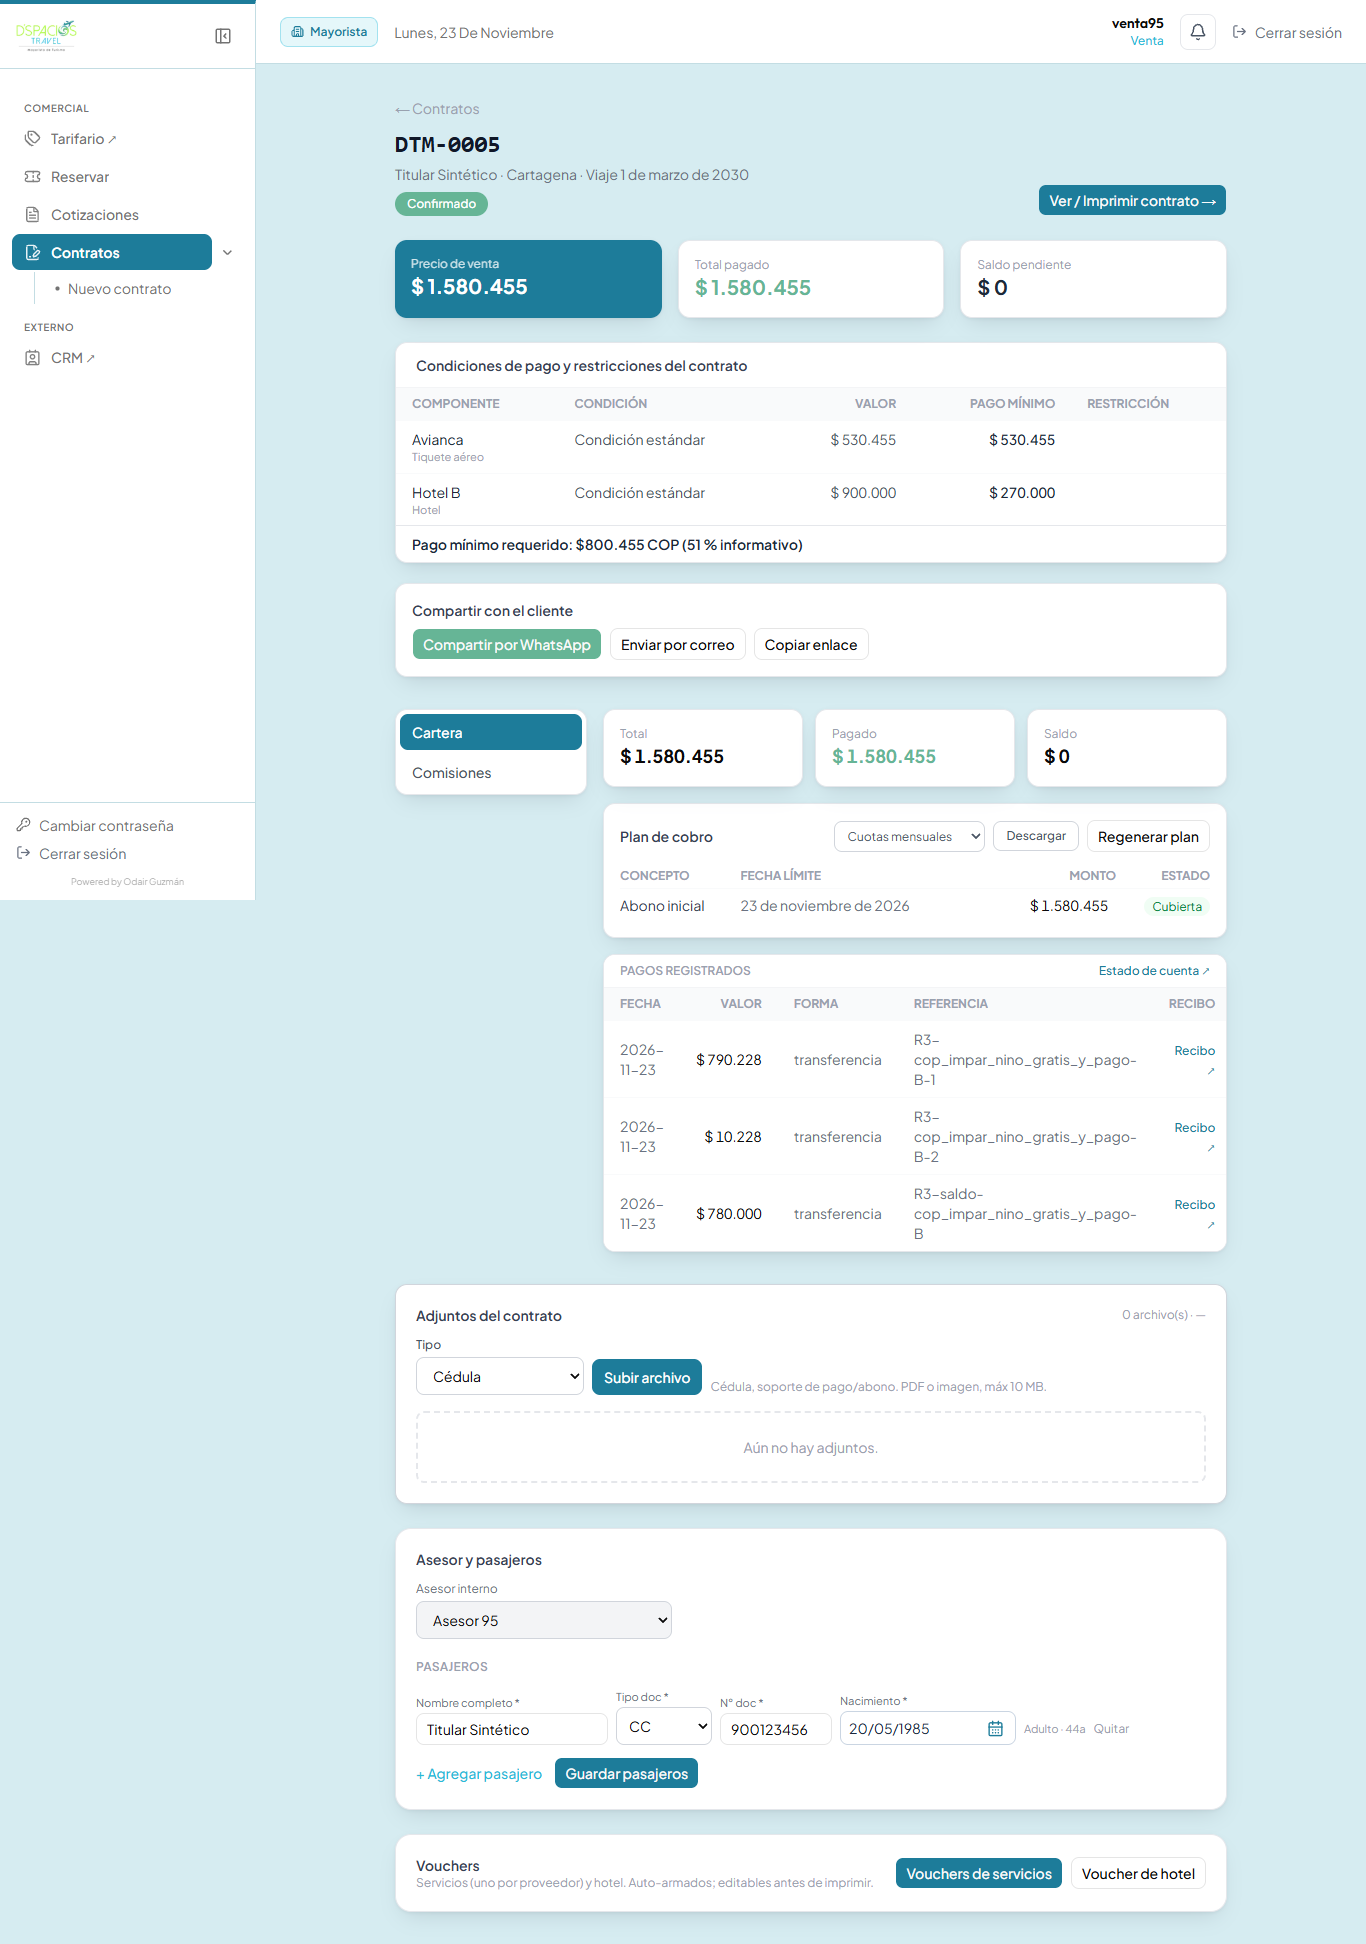 D'SPACIOS
TRAVEL
Mayorista
Lunes, 23 De Noviembre
venta95
Venta
Cerrar sesión
COMERCIAL
Tarifario ↗
Reservar
Cotizaciones
Contratos
• Nuevo contrato
EXTERNO
CRM ↗
Cambiar contraseña
Cerrar sesión
Powered by Odair Guzmán
← Contratos
DTM-0005
Titular Sintético · Cartagena · Viaje 1 de marzo de 2030
Confirmado
Ver / Imprimir contrato →
Precio de venta
$ 1.580.455
Total pagado
$ 1.580.455
Saldo pendiente
$ 0
Condiciones de pago y restricciones del contrato
COMPONENTE CONDICIÓN VALOR PAGO MÍNIMO RESTRICCIÓN
Avianca Condición estándar $ 530.455 $ 530.455
Tiquete aéreo
Hotel B Condición estándar $ 900.000 $ 270.000
Hotel
Pago mínimo requerido: $800.455 COP (51 % informativo)
Compartir con el cliente
Compartir por WhatsApp Enviar por correo Copiar enlace
Cartera
Comisiones
Total
$ 1.580.455
Pagado
$ 1.580.455
Saldo
$ 0
Plan de cobro Cuotas mensuales Descargar Regenerar plan
CONCEPTO FECHA LÍMITE MONTO ESTADO
Abono inicial 23 de noviembre de 2026 $ 1.580.455 Cubierta
PAGOS REGISTRADOS Estado de cuenta ↗
FECHA VALOR FORMA REFERENCIA RECIBO
2026-11-23 $ 790.228 transferencia R3-cop_impar_nino_gratis_y_pago-B-1 Recibo ↗
2026-11-23 $ 10.228 transferencia R3-cop_impar_nino_gratis_y_pago-B-2 Recibo ↗
2026-11-23 $ 780.000 transferencia R3-saldo-cop_impar_nino_gratis_y_pago-B Recibo ↗
Adjuntos del contrato 0 archivo(s) · —
Tipo
Cédula Subir archivo Cédula, soporte de pago/abono. PDF o imagen, máx 10 MB.
Aún no hay adjuntos.
Asesor y pasajeros
Asesor interno
Asesor 95
PASAJEROS
Nombre completo * Tipo doc * N° doc * Nacimiento *
Titular Sintético CC 900123456 20/05/1985 Adulto · 44a Quitar
+ Agregar pasajero Guardar pasajeros
Vouchers
Servicios (uno por proveedor) y hotel. Auto-armados; editables antes de imprimir.
Vouchers de servicios Voucher de hotel